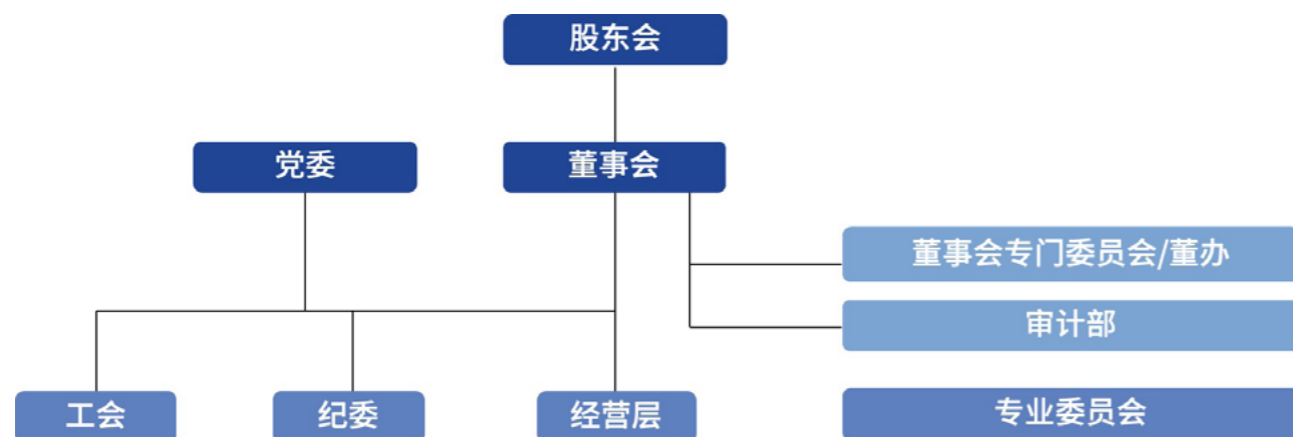 股东会
党委
董事会
董事会专门委员会/董办
审计部
工会
纪委
经营层
专业委员会